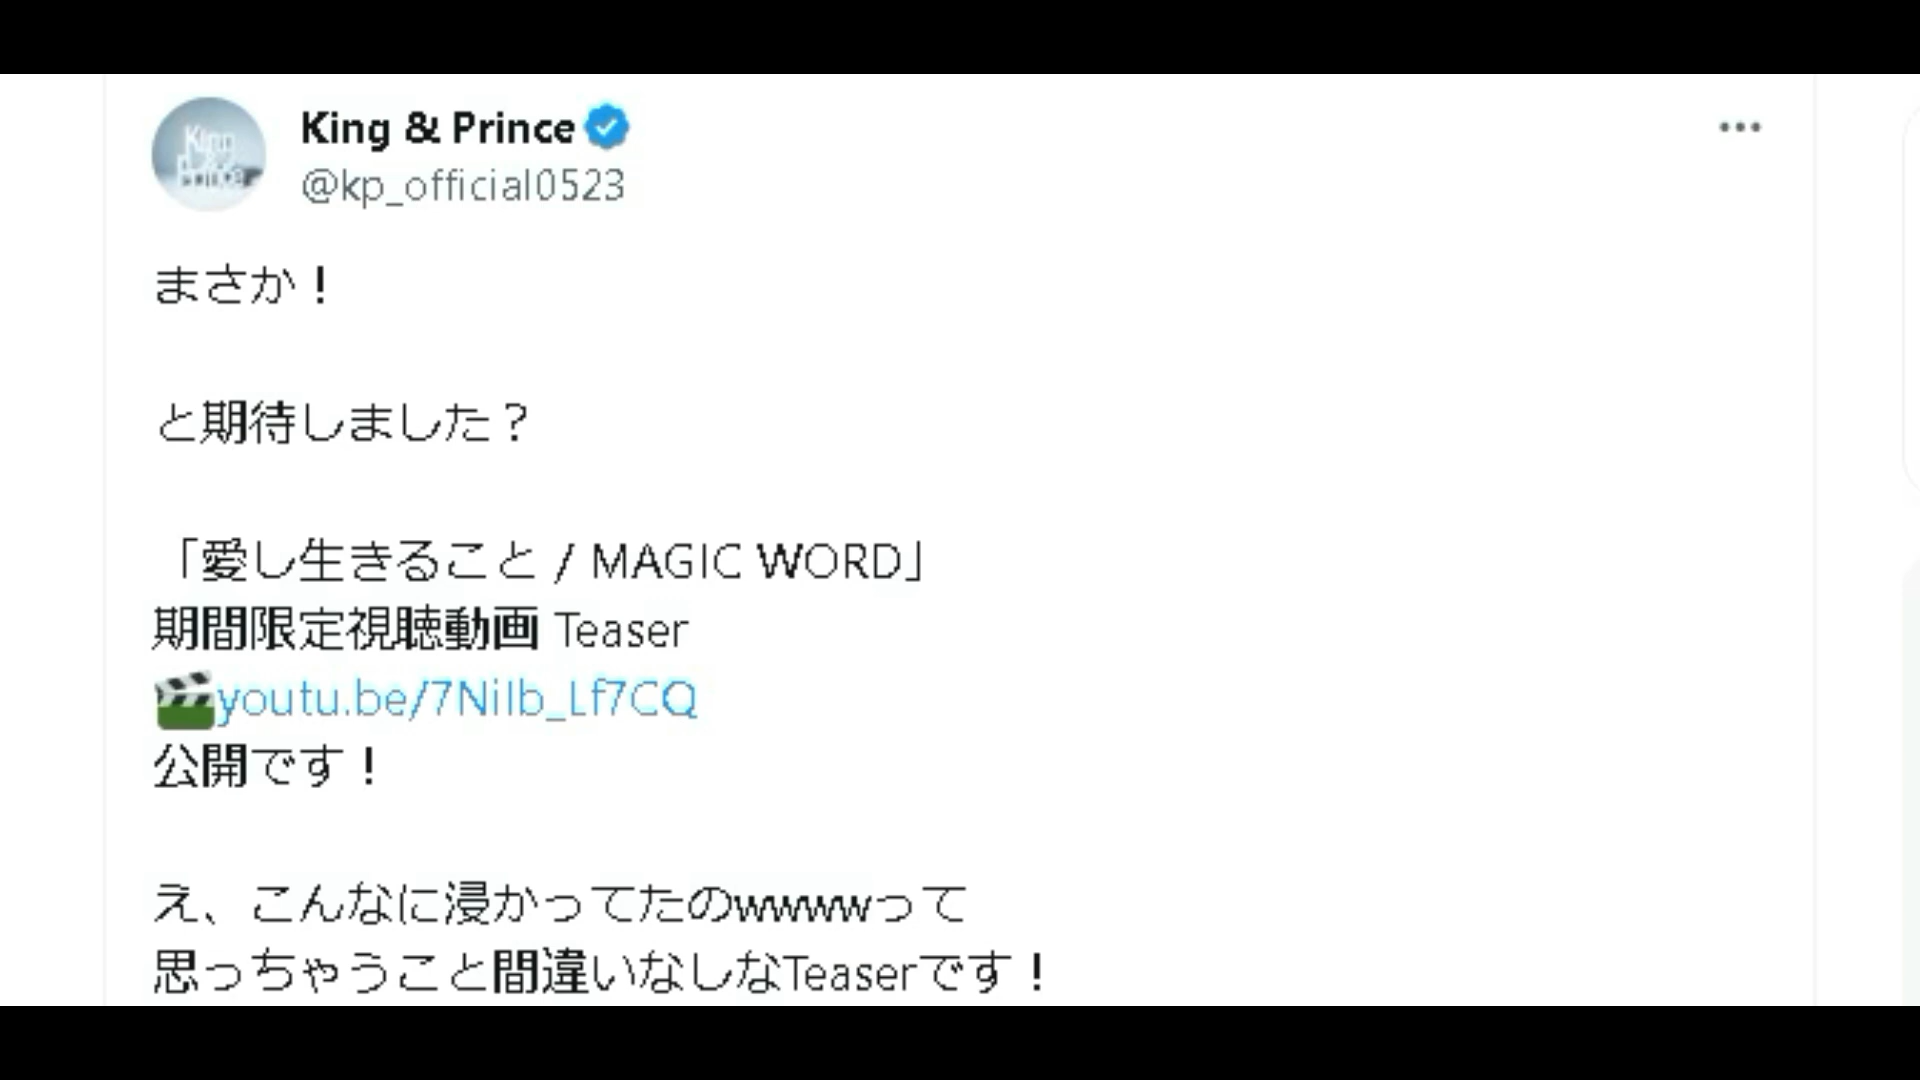 King & Prince
@kp_official0523
まさか！
と期待しました？
「愛し生きること / MAGIC WORD」
期間限定視聴動画 Teaser
youtu.be/7NiIb_Lf7CQ
公開です！
え、こんなに浸かってたのwwwwって
思っちゃうこと間違いなしなTeaserです！